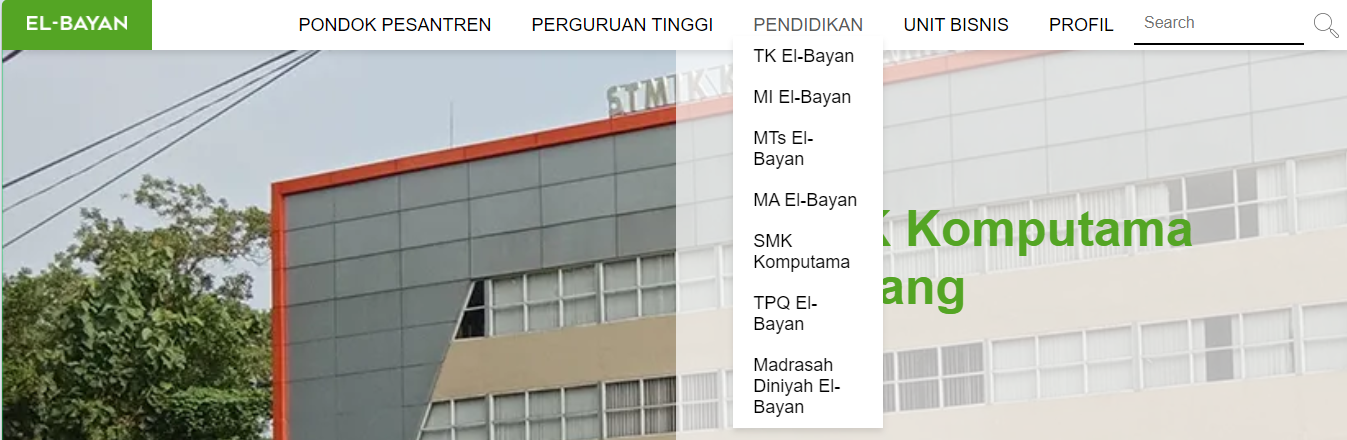 EL-BAYAN
PONDOK PESANTREN
PERGURUAN TINGGI
PENDIDIKAN
UNIT BISNIS
PROFIL
Search
TK El-Bayan
MI El-Bayan
MTs El-
Bayan
MA El-Bayan
SMK
Komputama
TPQ El-
Bayan
Madrasah
Diniyah El-
Bayan
STMIK K
K Komputama
ang